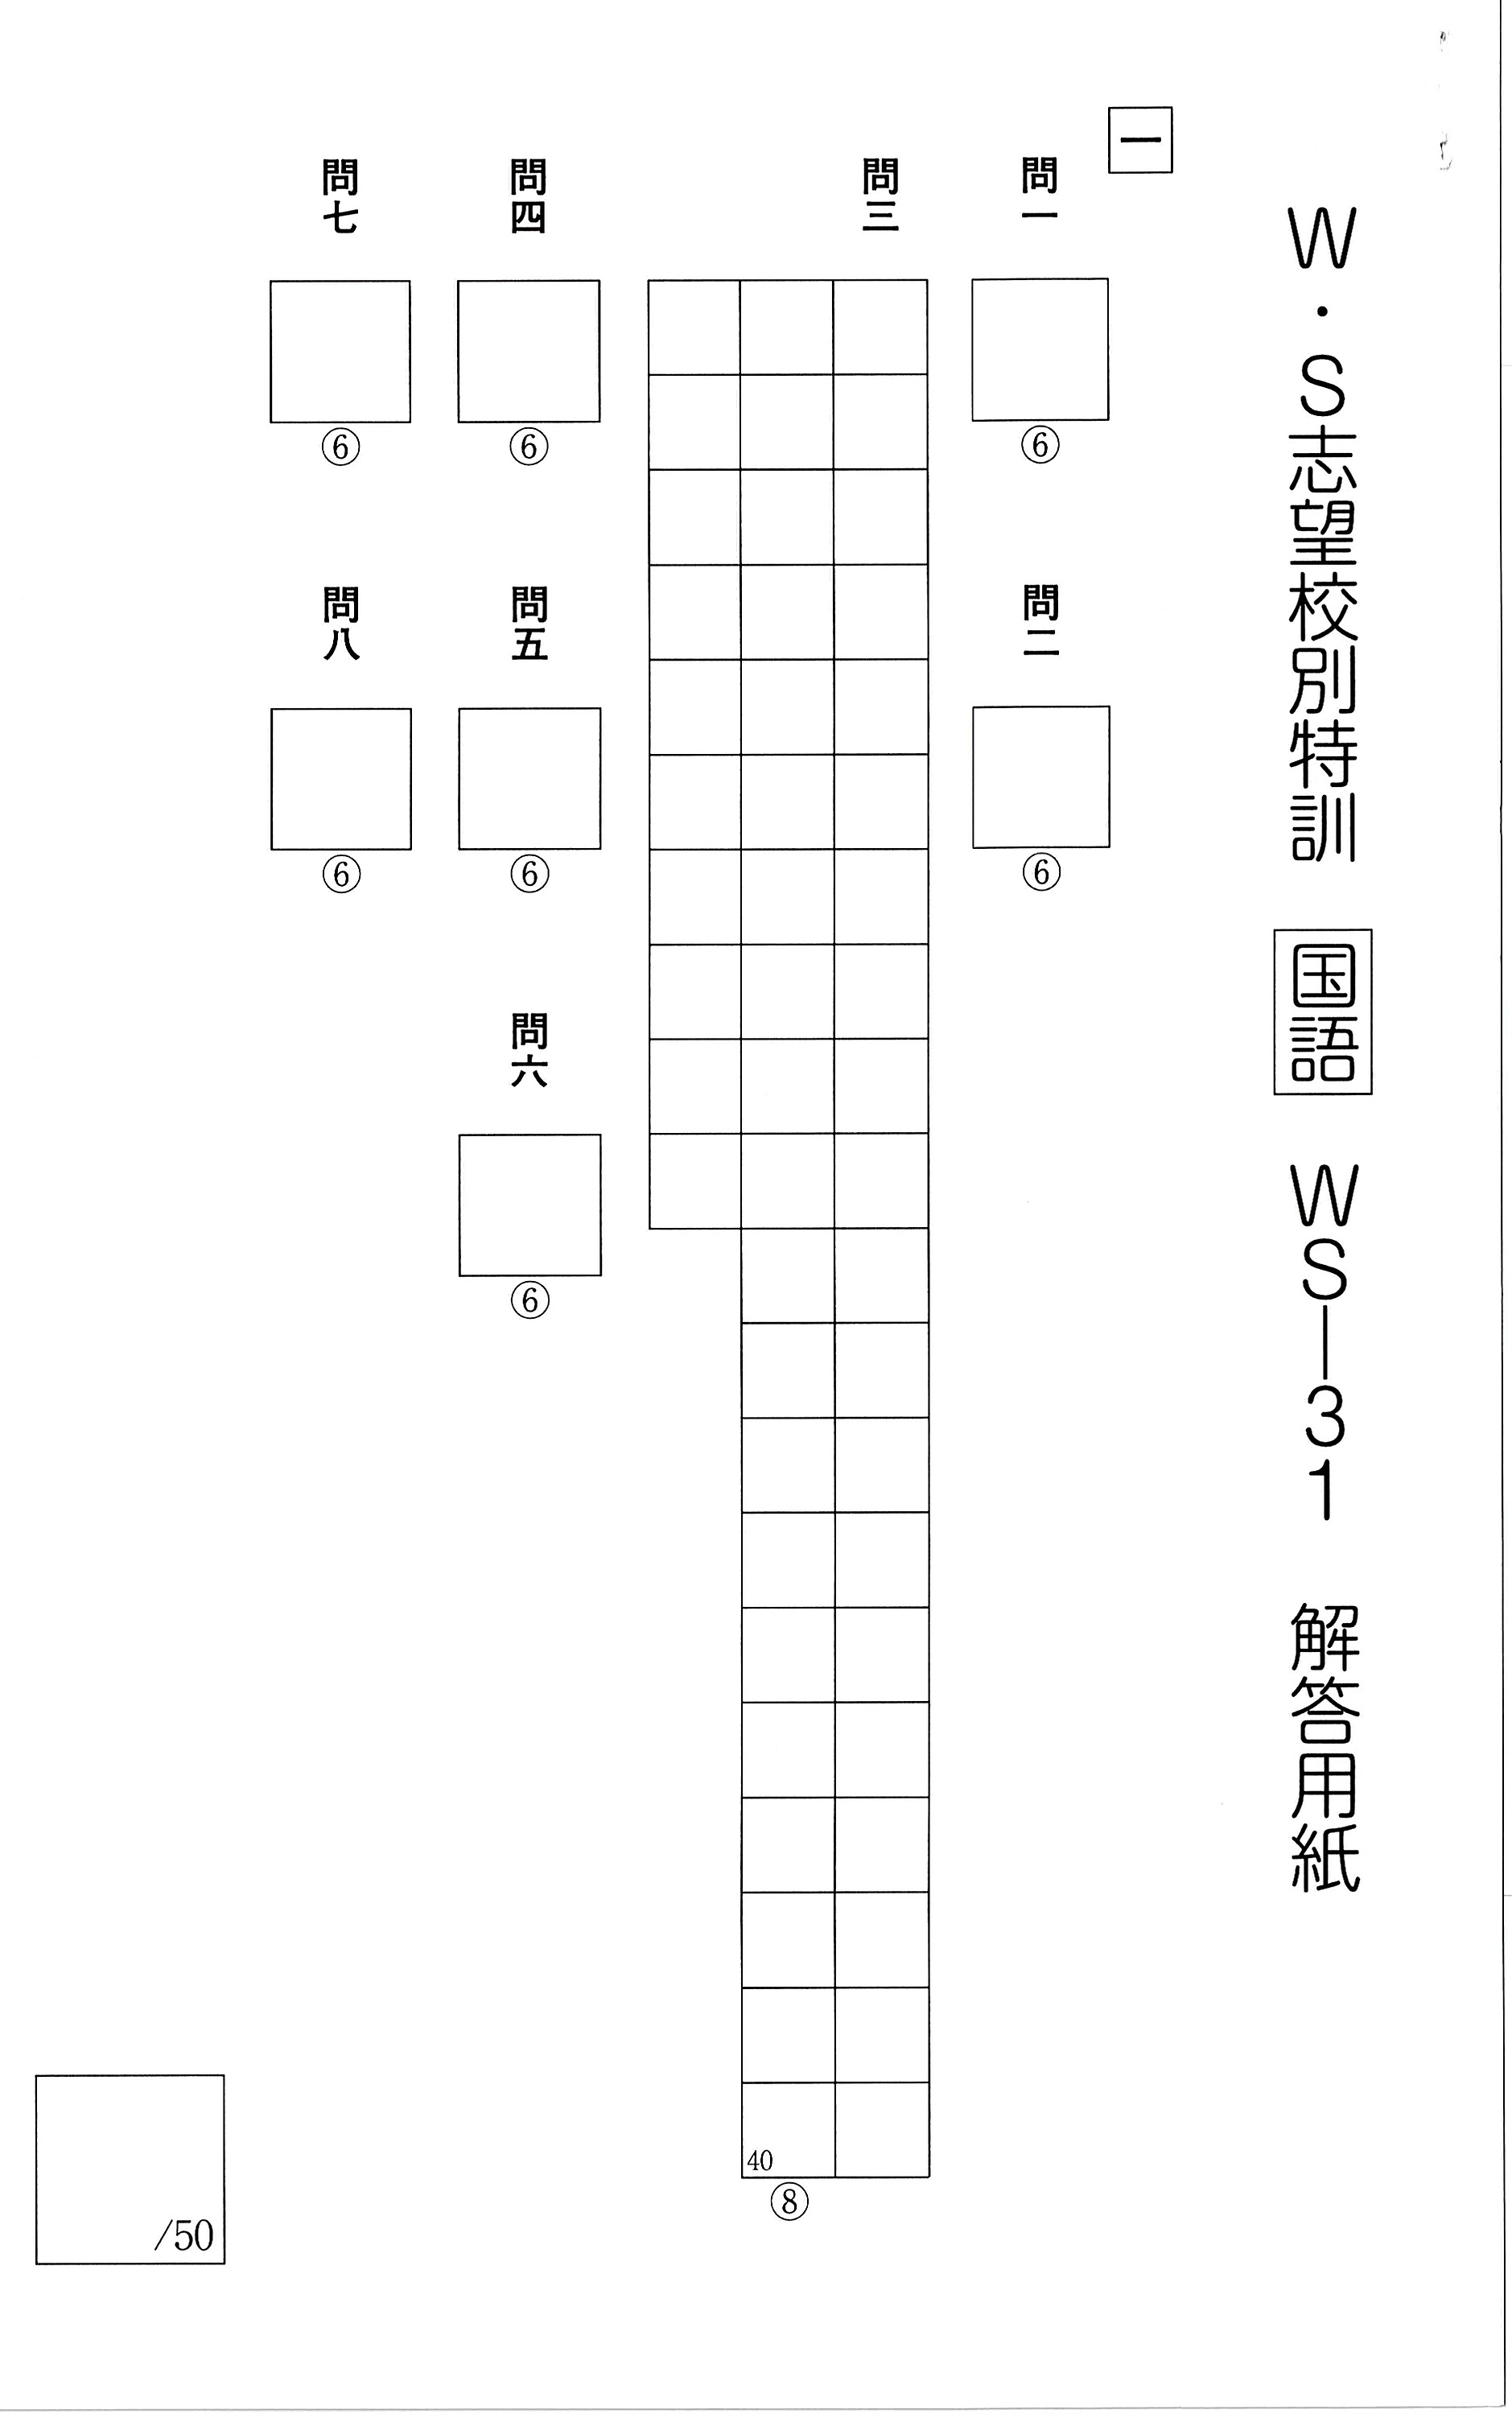 W・S志望校別特訓 国語 WS―31 解答用紙
一
問一 ⑥
問二 ⑥
問三
40
⑧
問四 ⑥
問五 ⑥
問六 ⑥
問七 ⑥
問八 ⑥
/50